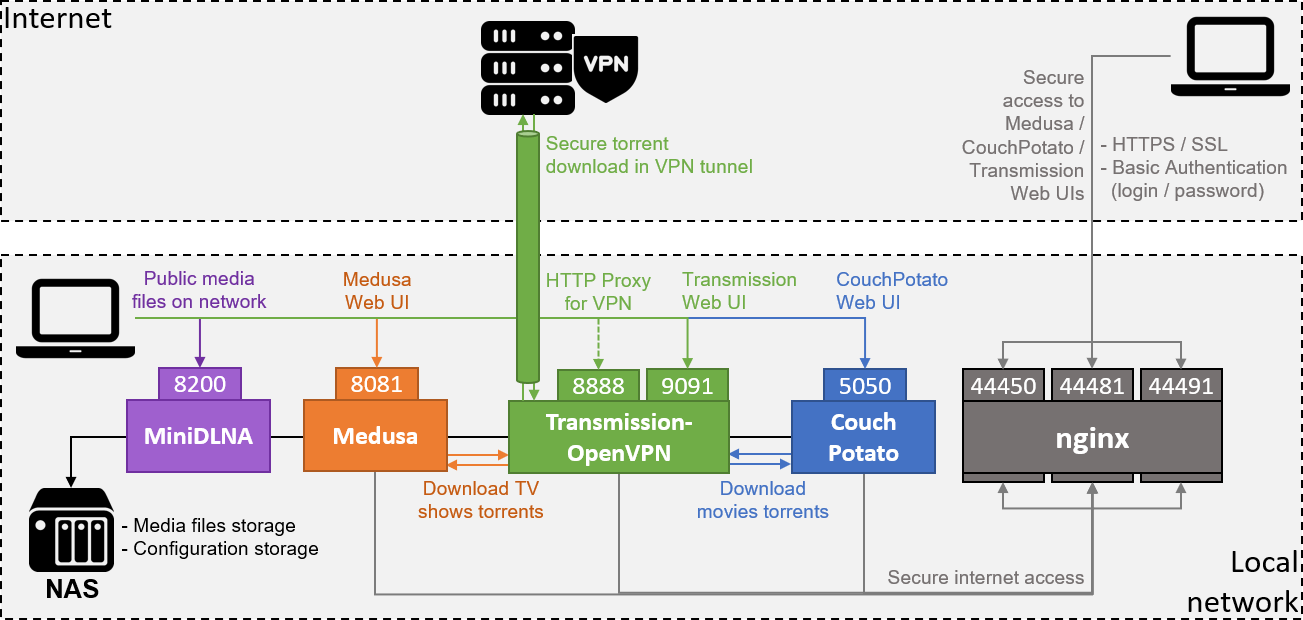 Internet
VPN
Secure torrent
download in VPN tunnel
Secure
access to
Medusa /
CouchPotato /
Transmission
Web UIs
- HTTPS / SSL
- Basic Authentication
(login / password)
Public media
files on network
Medusa
Web UI
HTTP Proxy
for VPN
Transmission
Web UI
CouchPotato
Web UI
8200
8081
8888
9091
5050
44450
44481
44491
MiniDLNA
Medusa
Transmission-
OpenVPN
Couch
Potato
nginx
Download TV
shows torrents
Download
movies torrents
- Media files storage
- Configuration storage
NAS
Secure internet access
Local
network